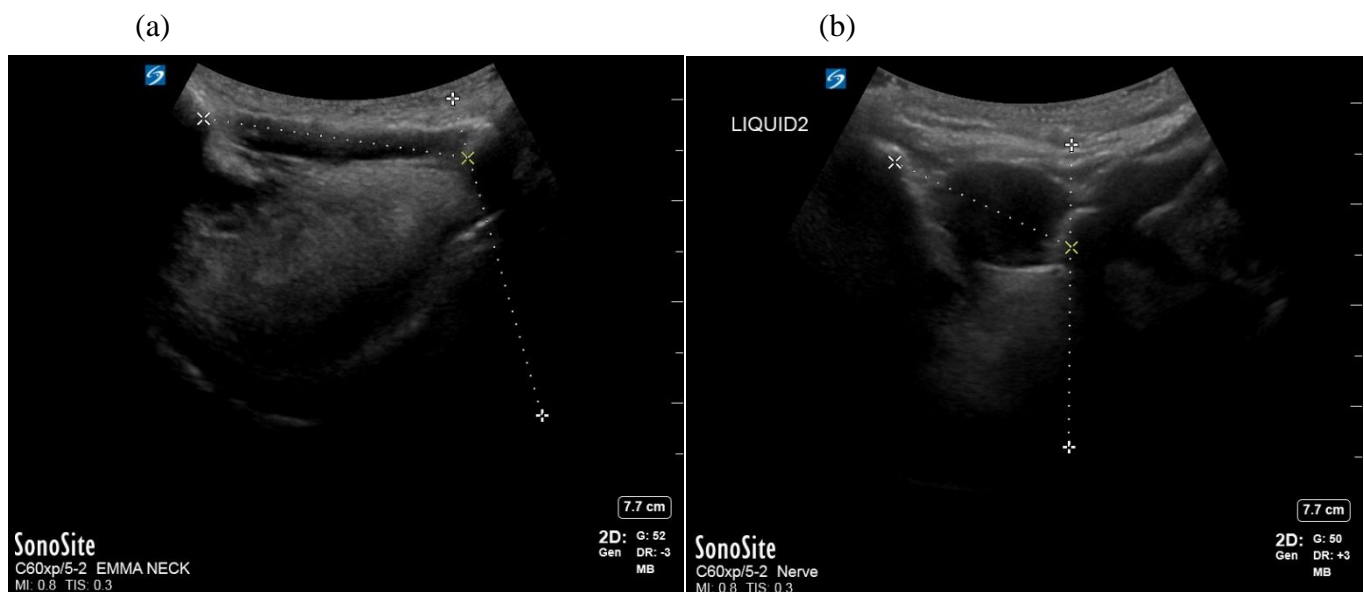 (a)
(b)
LIQUID2
7.7 cm
2D: G: 52
Gen DR: -3
MB
SonoSite
C60xp/5-2 EMMA NECK
MI: 0.8 TIS: 0.3
7.7 cm
2D: G: 50
Gen DR: +3
MB
SonoSite
C60xp/5-2 Nerve
MI: 0.8 TIS: 0.3